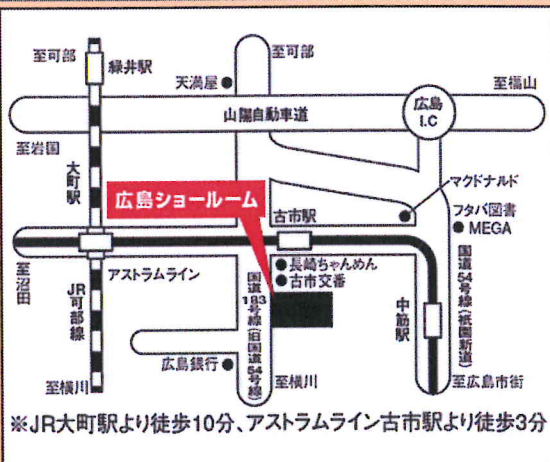 至可部
緑井駅
天満屋
至可部
至福山
広島
I.C
山陽自動車道
至岩国
大町駅
マクドナルド
広島ショールーム
古市駅
フタバ図書
MEGA
長崎ちゃんめん
古市交番
至沼田
アストラムライン
JR可部線
国道183号線(旧国道54号線)
中筋駅
国道54号線(祇園新道)
広島銀行
至横川
至横川
至広島市街
※JR大町駅より徒歩10分、アストラムライン古市駅より徒歩3分